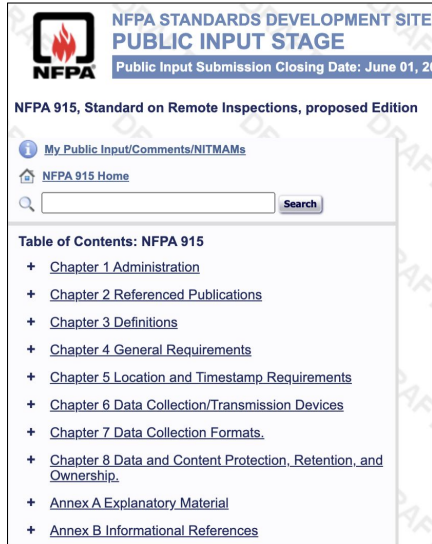 NFPA STANDARDS DEVELOPMENT SITE
PUBLIC INPUT STAGE
Public Input Submission Closing Date: June 01,
NFPA
NFPA 915, Standard on Remote Inspections, proposed Edition
My Public Input/Comments/NITMAMs
NFPA 915 Home
Search
Table of Contents: NFPA 915
+ Chapter 1 Administration
+ Chapter 2 Referenced Publications
+ Chapter 3 Definitions
+ Chapter 4 General Requirements
+ Chapter 5 Location and Timestamp Requirements
+ Chapter 6 Data Collection/Transmission Devices
+ Chapter 7 Data Collection Formats.
+ Chapter 8 Data and Content Protection, Retention, and
Ownership.
+ Annex A Explanatory Material
+ Annex B Informational References